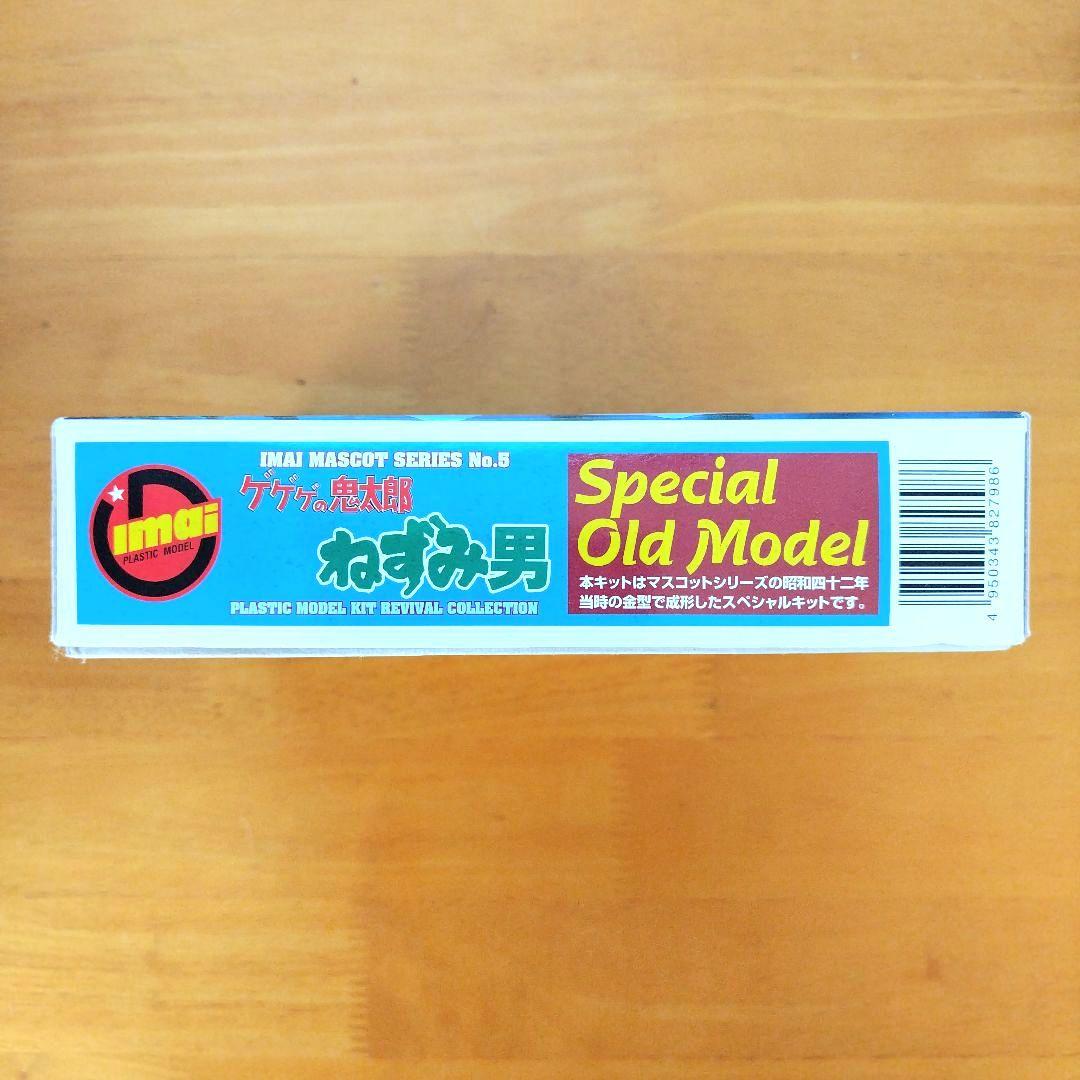 imai
PLASTIC MODEL
IMAI MASCOT SERIES No.5
ゲゲゲの鬼太郎
ねずみ男
PLASTIC MODEL KIT REVIVAL COLLECTION
Special
Old Model
本キットはマスコットシリーズの昭和四十二年
当時の金型で成形したスペシャルキットです。
4 950343 827986